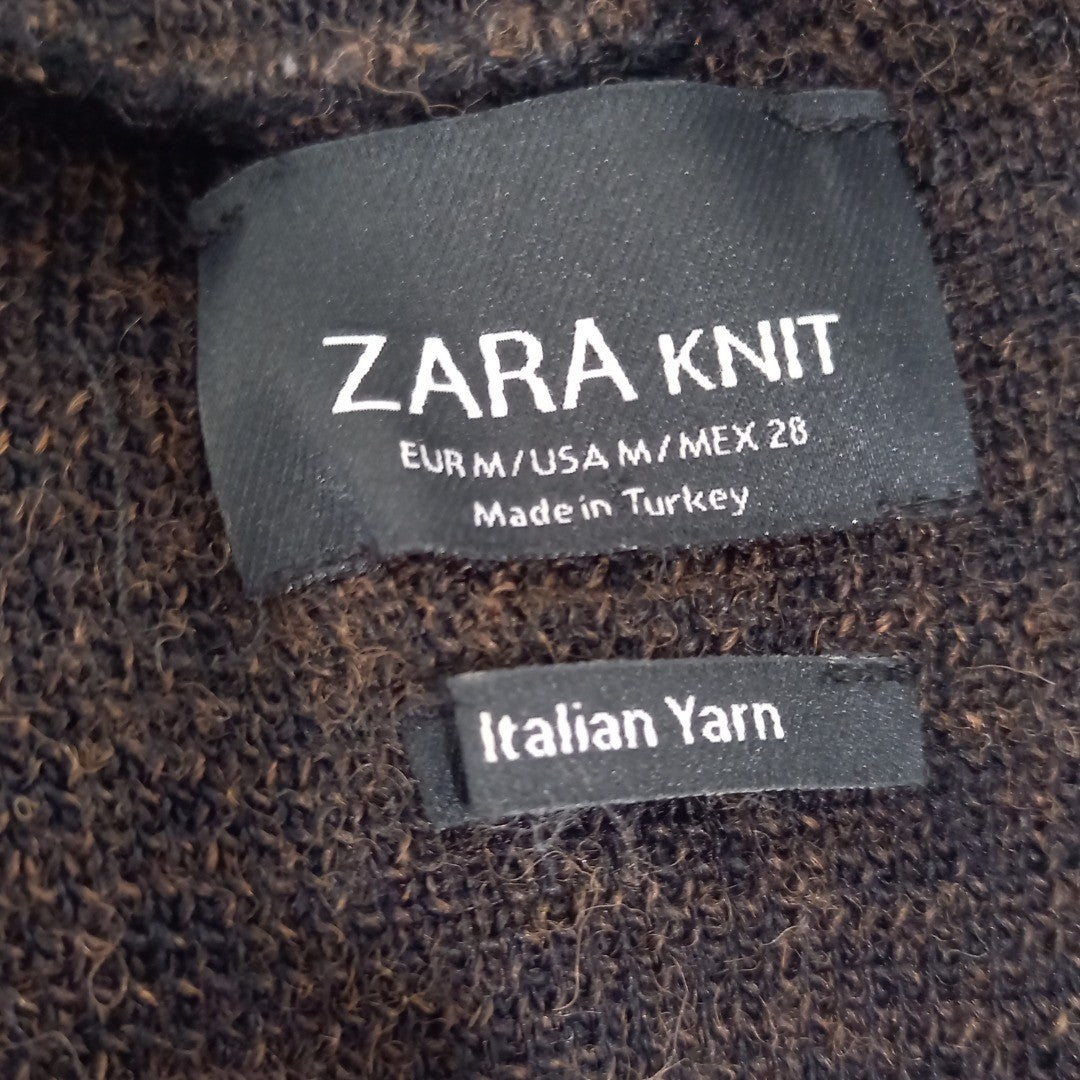 ZARA KNIT
EUR M / USA M / MEX 28
Made in Turkey
Italian Yarn